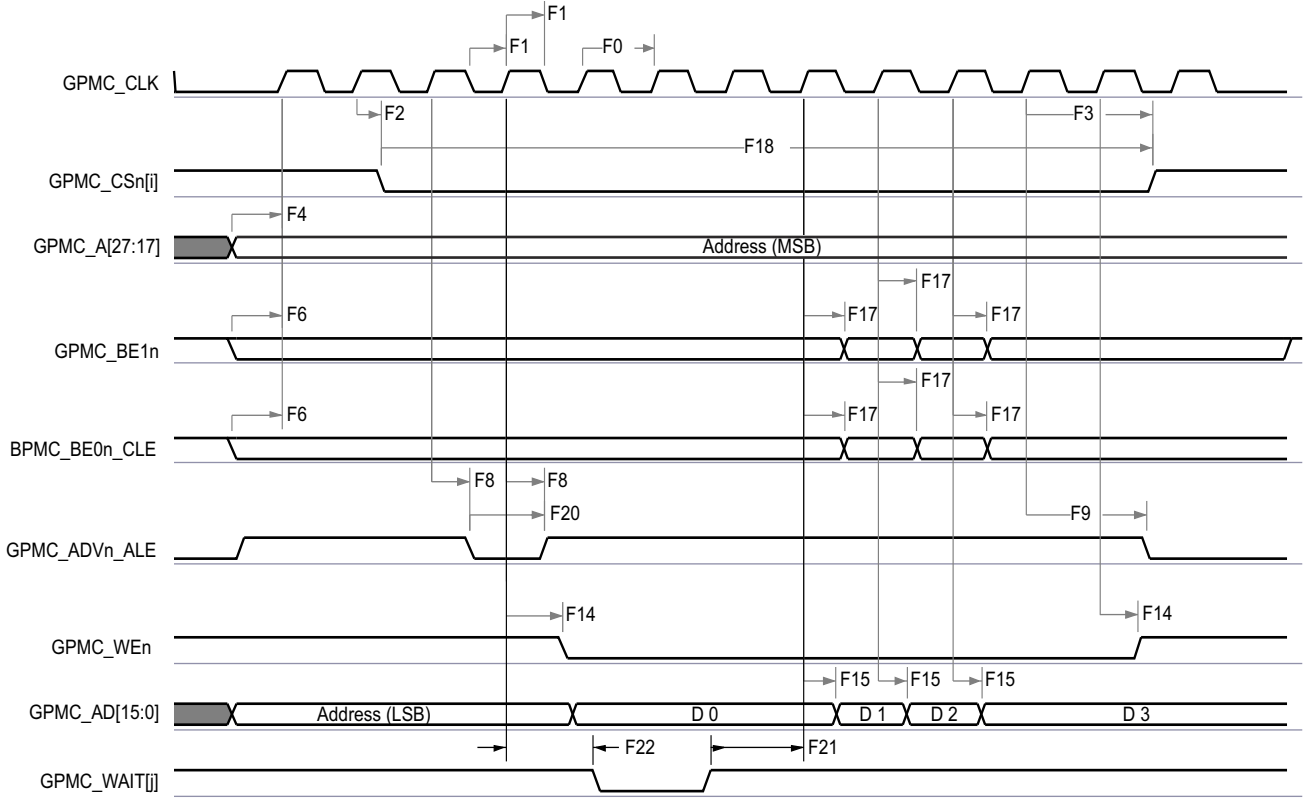 F1
F1 F0
GPMC_CLK
F2 F3
F18
GPMC_CSn[i]
F4
GPMC_A[27:17] Address (MSB)
F17
F6 F17 F17
GPMC_BE1n
F17
F6 F17 F17
BPMC_BE0n_CLE
F8 F8
F20 F9
GPMC_ADVn_ALE
F14 F14
GPMC_WEn
F15 F15 F15
GPMC_AD[15:0] Address (LSB) D 0 D 1 D 2 D 3
F22 F21
GPMC_WAIT[j]